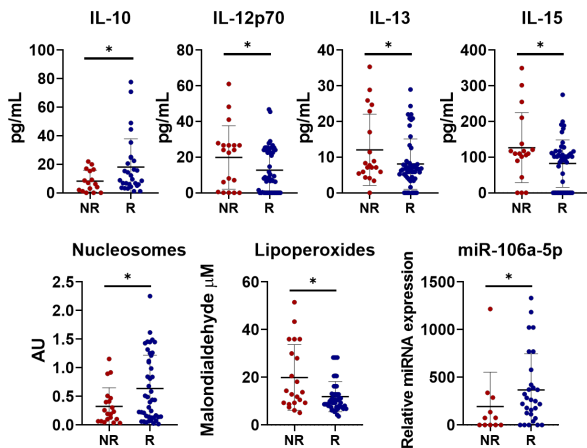 IL-10 IL-12p70 IL-13 IL-15
* * * *
pg/mL pg/mL pg/mL pg/mL
100 80 40 400
80 60 30 300
60 40 20 200
40 20 10 100
20 0 0 0
0
NR R NR R NR R NR R
Nucleosomes Lipoperoxides miR-106a-5p
* * *
AU Malondialdehyde μM Relative miRNA expression
2.5 60 1500
2.0 40 1000
1.5 20 500
1.0 0 0
0.5
0.0
NR R NR R NR R